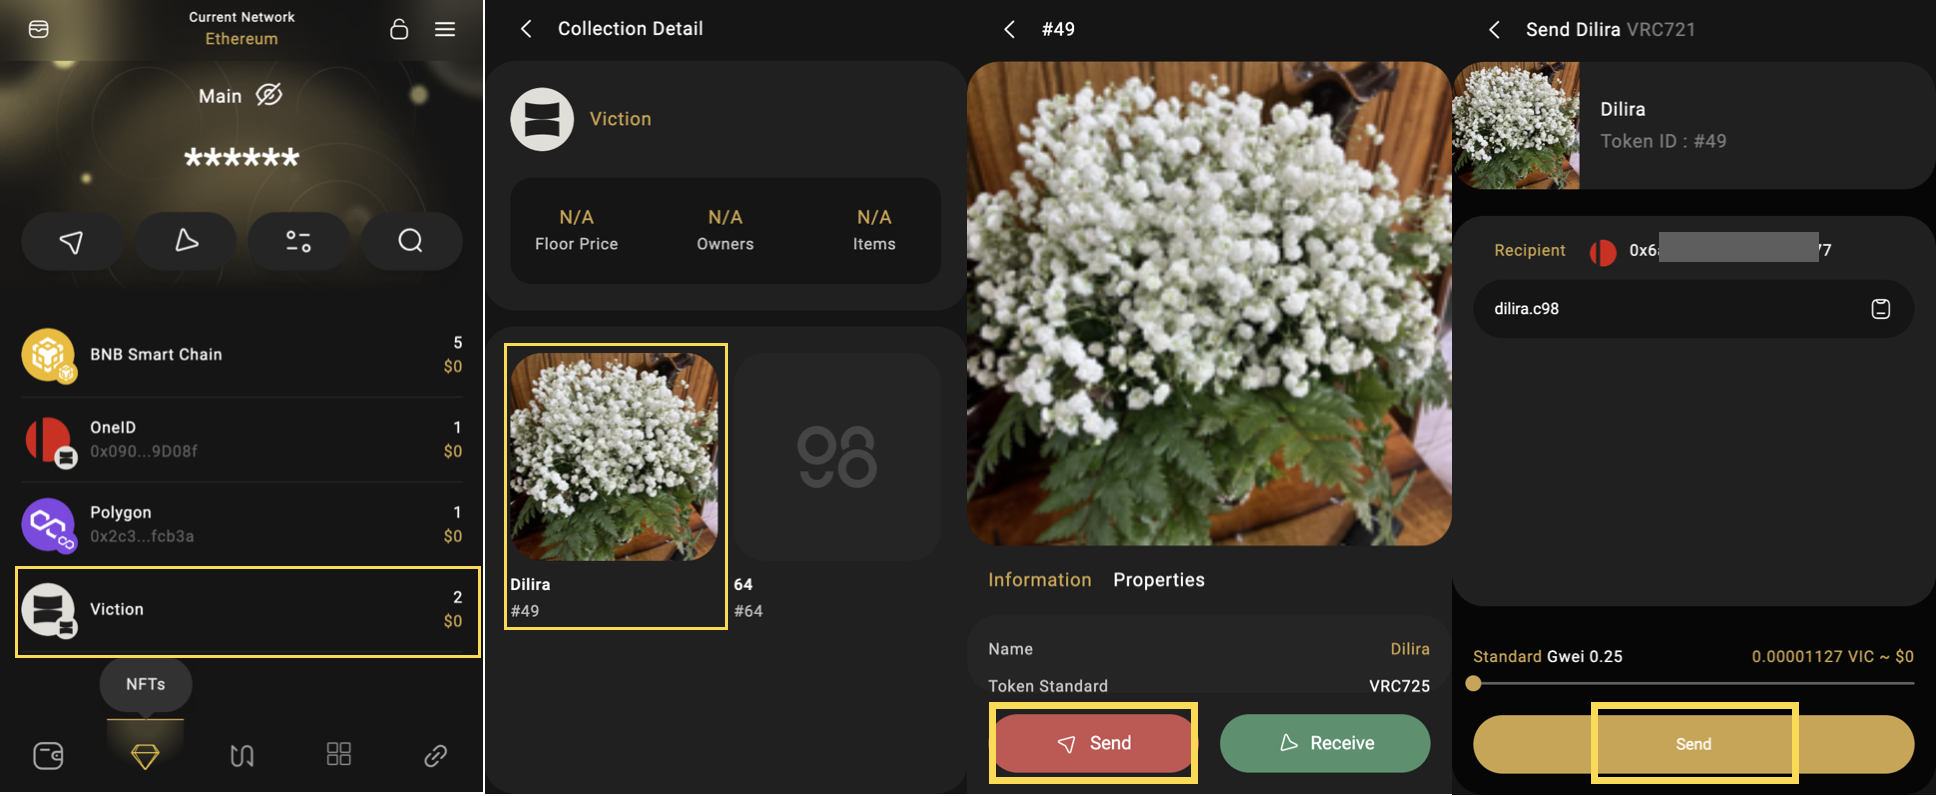 Current Network
Ethereum
Main
******
BNB Smart Chain
5
$0
OneID
1
0x090...9D08f
$0
Polygon
1
0x2c3...fcb3a
$0
Viction
2
$0
NFTs
Collection Detail
Viction
N/A
N/A
N/A
Floor Price
Owners
Items
98
Dilira
#49
64
#64
#49
Information Properties
Name
Dilira
Token Standard
VRC725
Send
Receive
Send Dilira VRC721
Dilira
Token ID : #49
Recipient
0x6
77
dilira.c98
Standard Gwei 0.25
0.00001127 VIC ~ $0
Send